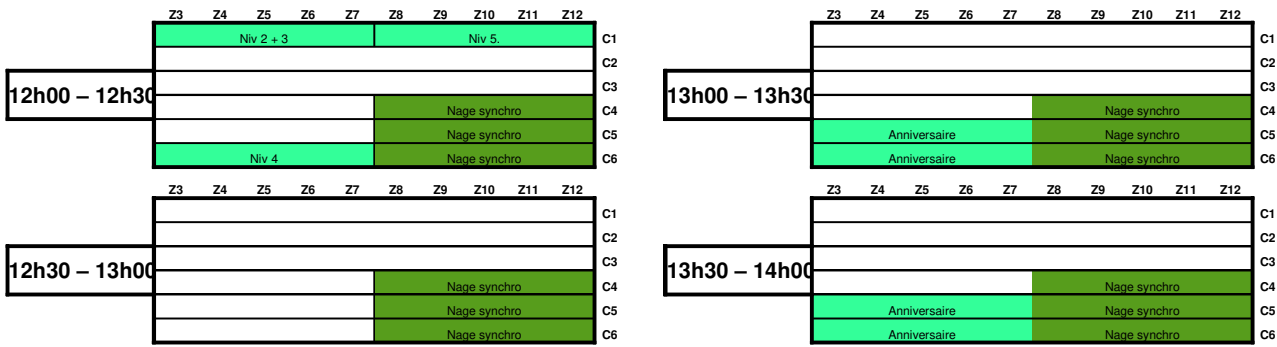 Z3 Z4 Z5 Z6 Z7 Z8 Z9 Z10 Z11 Z12
Niv 2 + 3 Niv 5. C1
C2
C3
12h00 – 12h30
Nage synchro C4
Nage synchro C5
Niv 4 Nage synchro C6
Z3 Z4 Z5 Z6 Z7 Z8 Z9 Z10 Z11 Z12
C1
C2
C3
13h00 – 13h30
Nage synchro C4
Anniversaire Nage synchro C5
Anniversaire Nage synchro C6
Z3 Z4 Z5 Z6 Z7 Z8 Z9 Z10 Z11 Z12
C1
C2
C3
12h30 – 13h00
Nage synchro C4
Nage synchro C5
Nage synchro C6
Z3 Z4 Z5 Z6 Z7 Z8 Z9 Z10 Z11 Z12
C1
C2
C3
13h30 – 14h00
Nage synchro C4
Anniversaire Nage synchro C5
Anniversaire Nage synchro C6